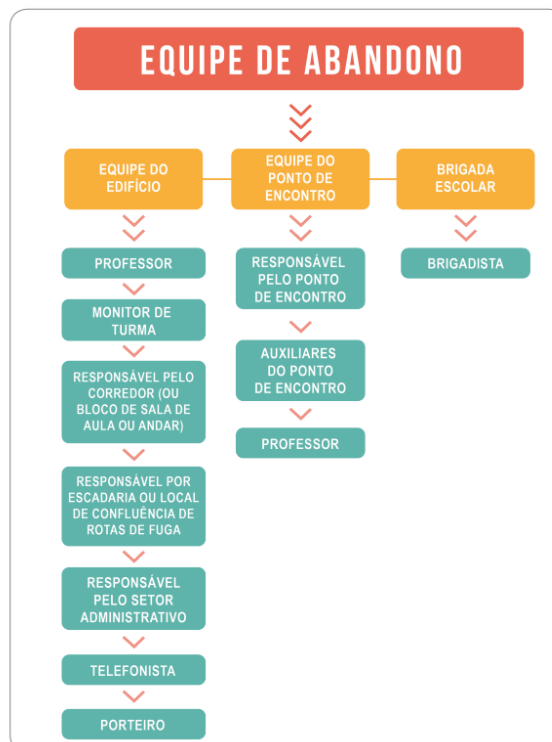 EQUIPE DE ABANDONO
EQUIPE DO
EDIFÍCIO
EQUIPE DO
PONTO DE
ENCONTRO
BRIGADA
ESCOLAR
PROFESSOR
MONITOR DE
TURMA
RESPONSÁVEL PELO
CORREDOR (OU
BLOCO DE SALA DE
AULA OU ANDAR)
RESPONSÁVEL POR
ESCADARIA OU LOCAL
DE CONFLUÊNCIA DE
ROTAS DE FUGA
RESPONSÁVEL
PELO SETOR
ADMINISTRATIVO
TELEFONISTA
PORTEIRO
RESPONSÁVEL
PELO PONTO
DE ENCONTRO
AUXILIARES
DO PONTO
DE ENCONTRO
PROFESSOR
BRIGADISTA